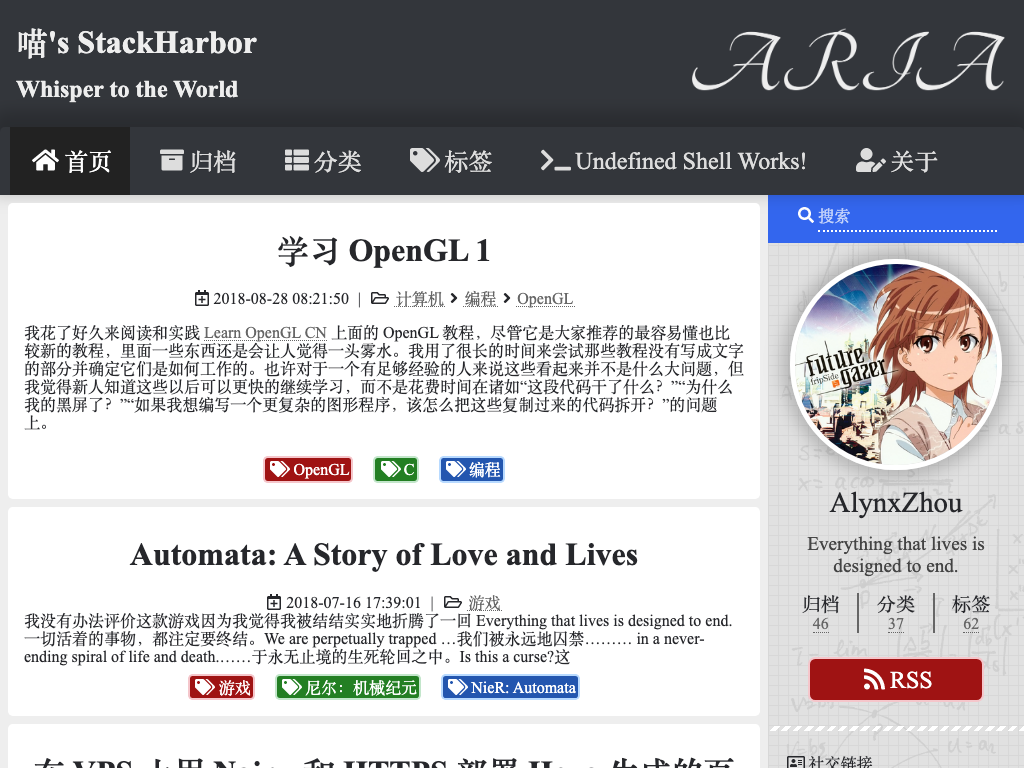 喵's StackHarbor
Whisper to the World
ARIA
首页
归档
分类
标签
Undefined Shell Works!
关于
搜索
学习 OpenGL 1
2018-08-28 08:21:50 | 计算机 编程 OpenGL
我花了好久来阅读和实践 Learn OpenGL CN 上面的 OpenGL 教程，尽管它是大家推荐的最容易懂也比
较新的教程，里面一些东西还是会让人觉得一头雾水。我用了很长的时间来尝试那些教程没有写成文字
的部分并确定它们是如何工作的。也许对于一个有足够经验的人来说这些看起来并不是什么大问题，但
我觉得新人知道这些以后可以更快的继续学习，而不是花费时间在诸如“这段代码干了什么？”“为什么
我的黑屏了？”“如果我想编写一个更复杂的图形程序，该怎么把这些复制过来的代码拆开？”的问题
上。
OpenGL
C
编程
Automata: A Story of Love and Lives
2018-07-16 17:39:01 | 游戏
我没有办法评价这款游戏因为我觉得我被结结实实地折腾了一回 Everything that lives is designed to end.
一切活着的事物，都注定要终结。We are perpetually trapped …我们被永远地囚禁……… in a never-
ending spiral of life and death.……于永无止境的生死轮回之中。Is this a curse?这
游戏
尼尔：机械纪元
NieR: Automata
在 VPS 上用 Nginx 和 HTTPS 部署 Hexo 生成的页
Future
gazer
fripSide
AlynxZhou
Everything that lives is
designed to end.
归档
46
分类
37
标签
62
RSS
社交链接